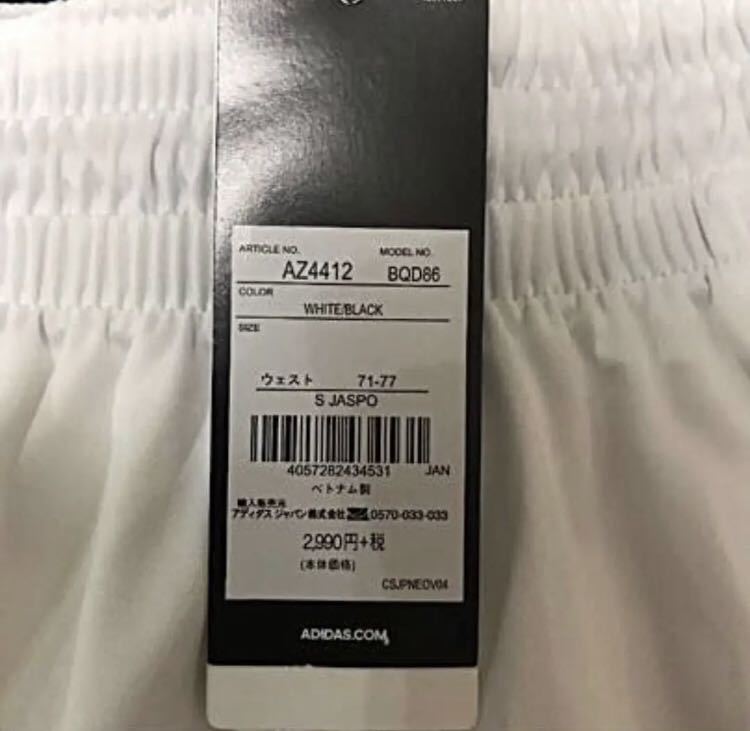 ARTICLE NO. MODEL NO.
AZ4412 BQD86
COLOR
WHITE/BLACK
SIZE
ウェスト 71-77
S JASPO
4057282434531 JAN
ベトナム製
輸入販売元
アディダス ジャパン株式会社 0570-033-033
2,990円+税
(本体価格)
CSJPNEOV04
ADIDAS.COM